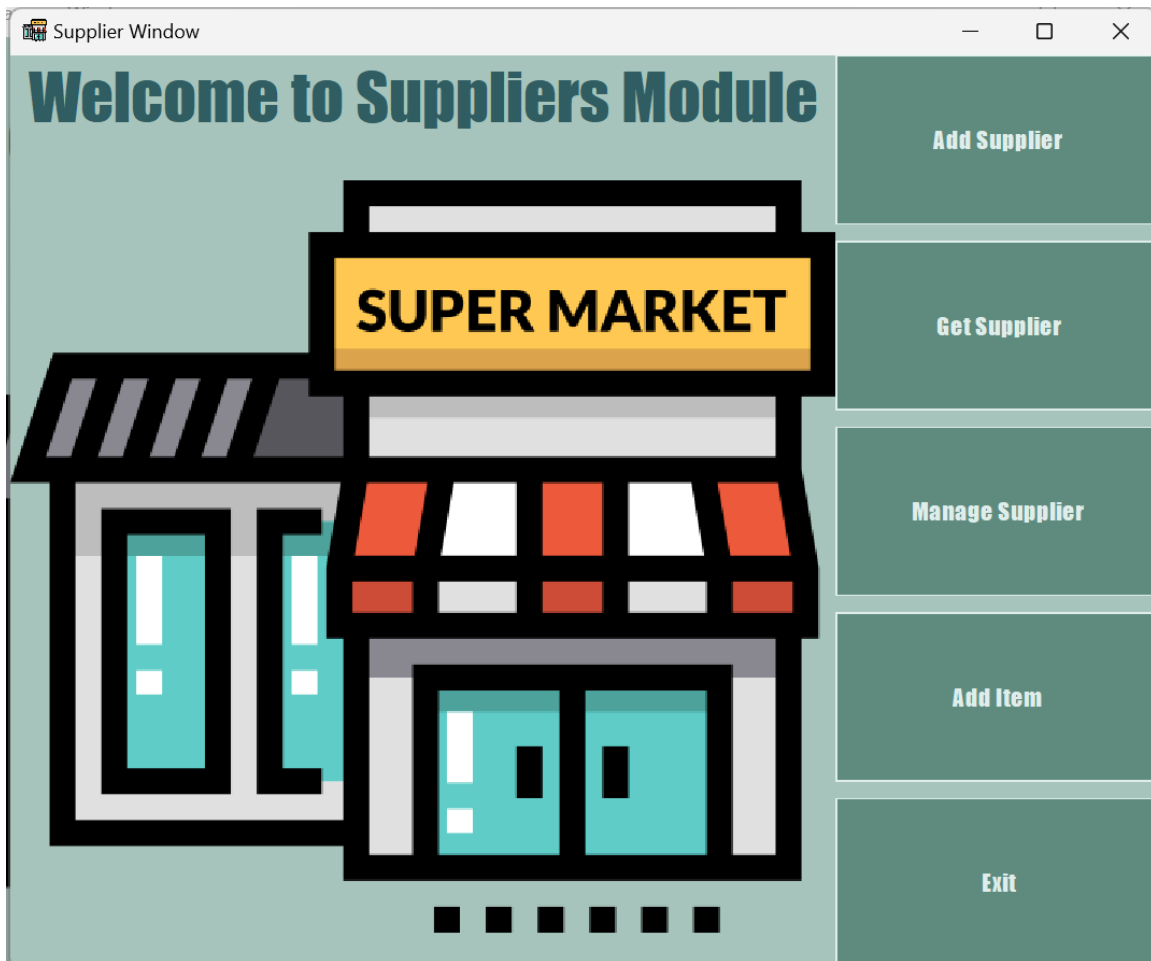 Supplier Window
Welcome to Suppliers Module
SUPER MARKET
Add Supplier
Get Supplier
Manage Supplier
Add Item
Exit